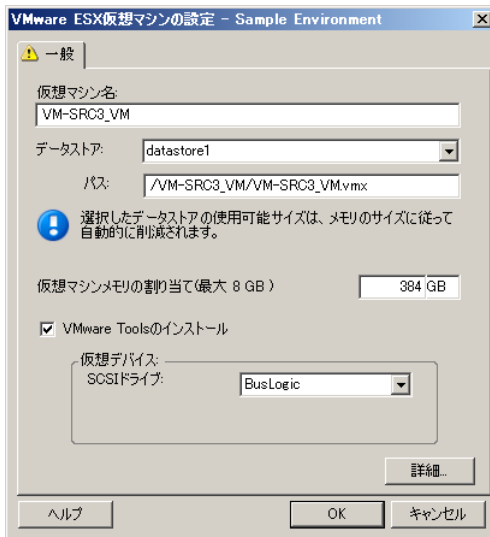 VMware ESX仮想マシンの設定 - Sample Environment
一般
仮想マシン名:
VM-SRC3_VM
データストア: datastore1
パス: /VM-SRC3_VM/VM-SRC3_VM.vmx
選択したデータストアの使用可能サイズは、メモリのサイズに従って
自動的に削減されます。
仮想マシンメモリの割り当て(最大 8 GB ) 384 GB
VMware Toolsのインストール
仮想デバイス:
SCSIドライブ: BusLogic
詳細...
ヘルプ OK キャンセル